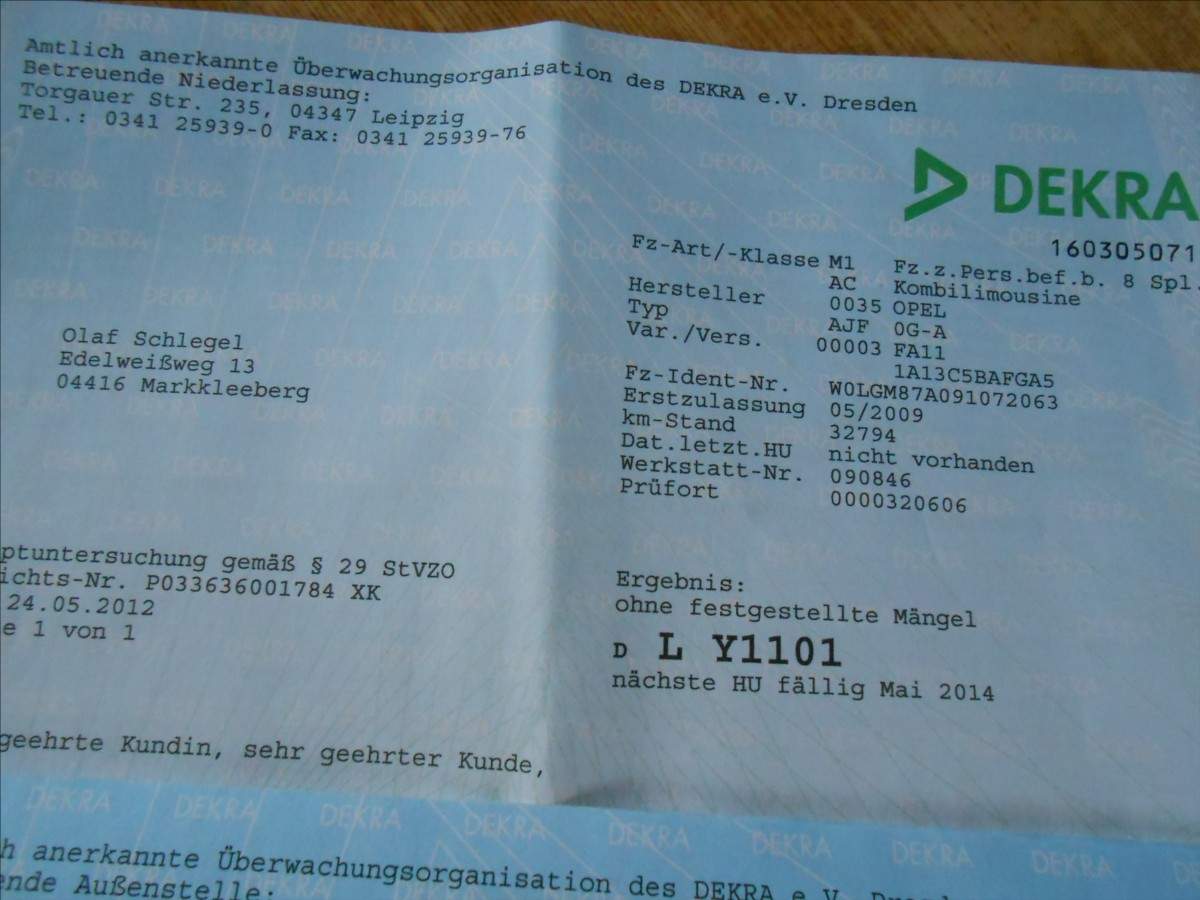 Amtlich anerkannte Überwachungsorganisation des DEKRA e.V. Dresden
Betreuende Niederlassung:
Torgauer Str. 235, 04347 Leipzig
Tel.: 0341 25939-0 Fax: 0341 25939-76
DEKRA
160305071
Fz-Art/-Klasse M1 Fz.z.Pers.bef.b. 8 Spl.
AC Kombilimousine
Hersteller 0035 OPEL
Typ AJF 0G-A
Var./Vers. 00003 FA11
1A13C5BAFGA5
Fz-Ident-Nr. W0LGM87A091072063
Erstzulassung 05/2009
km-Stand 32794
Dat.letzt.HU nicht vorhanden
Werkstatt-Nr. 090846
Prüfort 0000320606
Olaf Schlegel
Edelweißweg 13
04416 Markkleeberg
ptuntersuchung gemäß § 29 StVZO
ichts-Nr. P033636001784 XK
24.05.2012
e 1 von 1
Ergebnis:
ohne festgestellte Mängel
D L Y1101
nächste HU fällig Mai 2014
geehrte Kundin, sehr geehrter Kunde,
h anerkannte Überwachungsorganisation des DEKRA e.V.
ende Außenstelle: